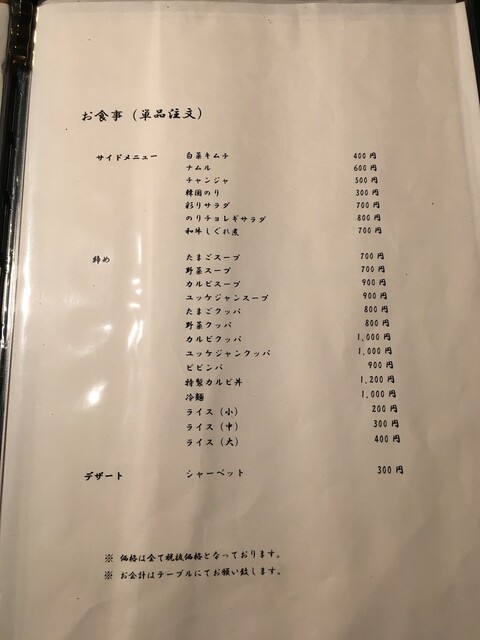 お食事（単品注文）
サイドメニュー 白菜キムチ 400円
ナムル 600円
チャンジャ 500円
韓国のり 300円
彩りサラダ 700円
のりチョレギサラダ 800円
和牛しぐれ煮 700円
締め たまごスープ 700円
野菜スープ 700円
カルビスープ 900円
ユッケジャンスープ 900円
たまごクッパ 800円
野菜クッパ 800円
カルビクッパ 1,000円
ユッケジャンクッパ 1,000円
ビビンバ 900円
特製カルビ丼 1,200円
冷麺 1,000円
ライス（小） 200円
ライス（中） 300円
ライス（大） 400円
デザート シャーベット 300円
※ 価格は全て税抜価格となっております。
※ お会計はテーブルにてお願い致します。